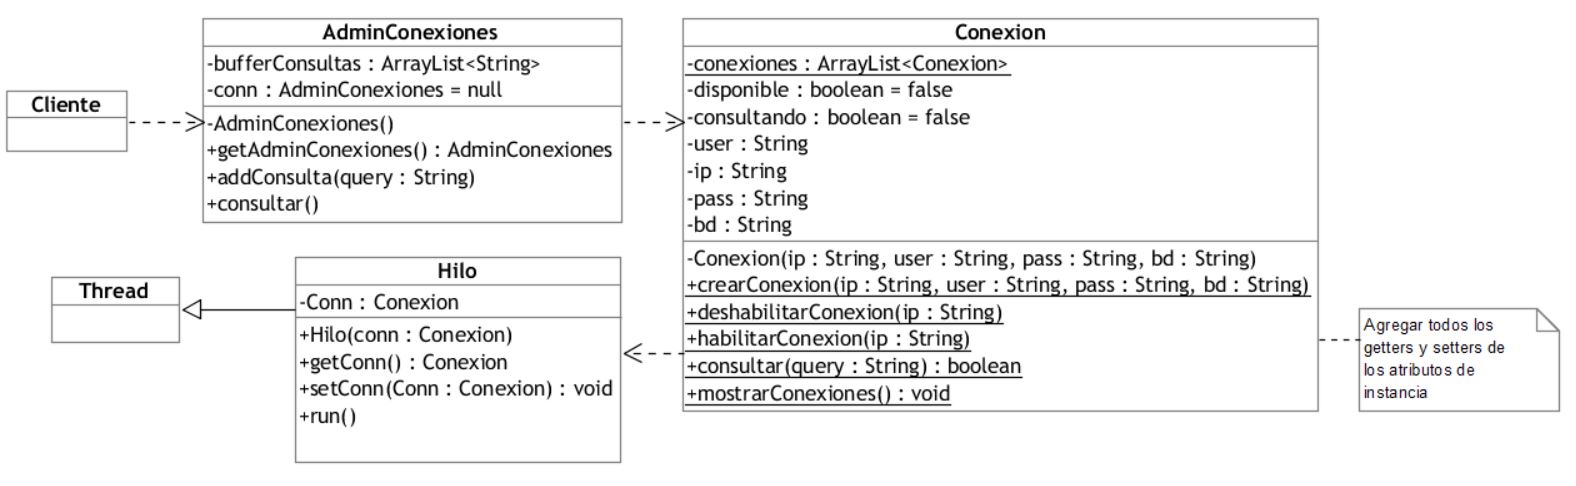 Cliente
AdminConexiones
-bufferConsultas : ArrayList<String>
-conn : AdminConexiones = null
-AdminConexiones()
+getAdminConexiones() : AdminConexiones
+addConsulta(query : String)
+consultar()
Conexion
-conexiones : ArrayList<Conexion>
-disponible : boolean = false
-consultando : boolean = false
-user : String
-ip : String
-pass : String
-bd : String
-Conexion(ip : String, user : String, pass : String, bd : String)
+crearConexion(ip : String, user : String, pass : String, bd : String)
+deshabilitarConexion(ip : String)
+habilitarConexion(ip : String)
+consultar(query : String) : boolean
+mostrarConexiones() : void
Thread
Hilo
-Conn : Conexion
+Hilo(conn : Conexion)
+getConn() : Conexion
+setConn(Conn : Conexion) : void
+run()
Agregar todos los
getters y setters de
los atributos de
instancia